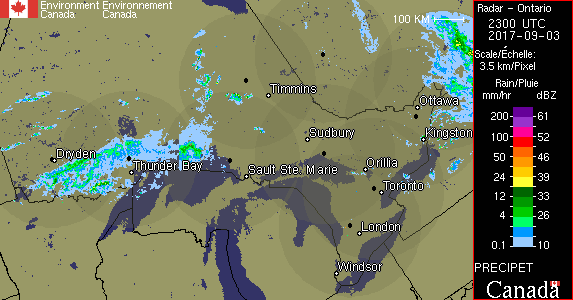 Environment Environnement
Canada Canada
100 KM
Timmins
Ottawa
Sudbury
Kingston
Dryden
Thunder Bay
Sault Ste. Marie
Orillia
Toronto
London
Windsor
Radar - Ontario
2300 UTC
2017-09-03
Scale/Échelle:
3.5 km/Pixel
Rain/Pluie
mm/hr dBZ
200 61
100 52
50 46
24 39
12 33
4 26
0.1 10
PRECIPET
Canada